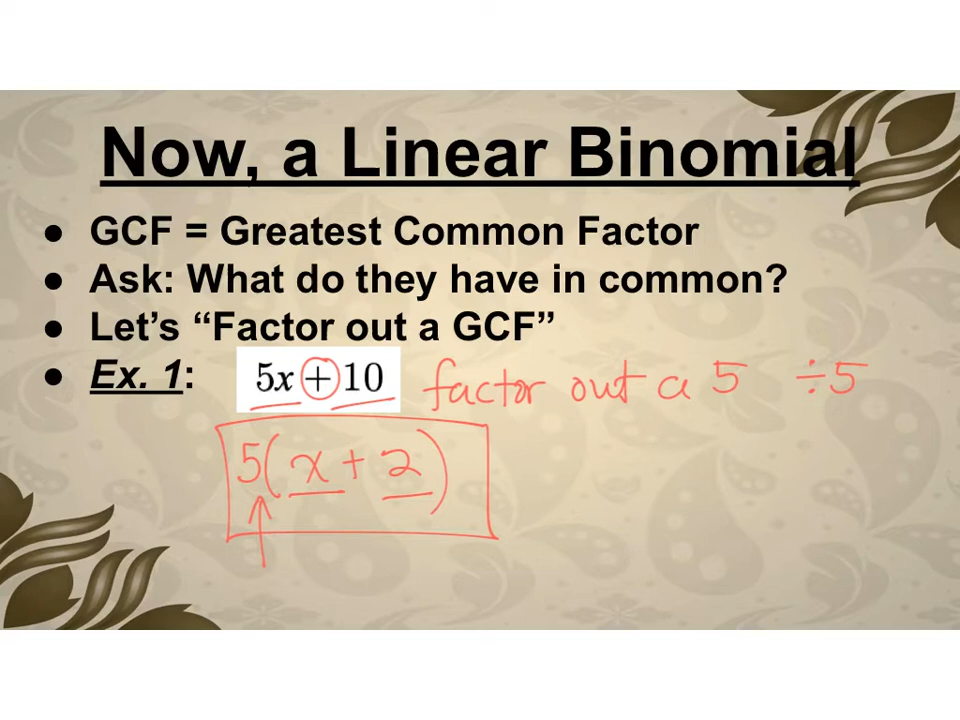 Now, a Linear Binomial
● GCF = Greatest Common Factor
● Ask: What do they have in common?
● Let’s “Factor out a GCF”
● Ex. 1: 5x + 10 factor out a 5 ÷5
5(x + 2)